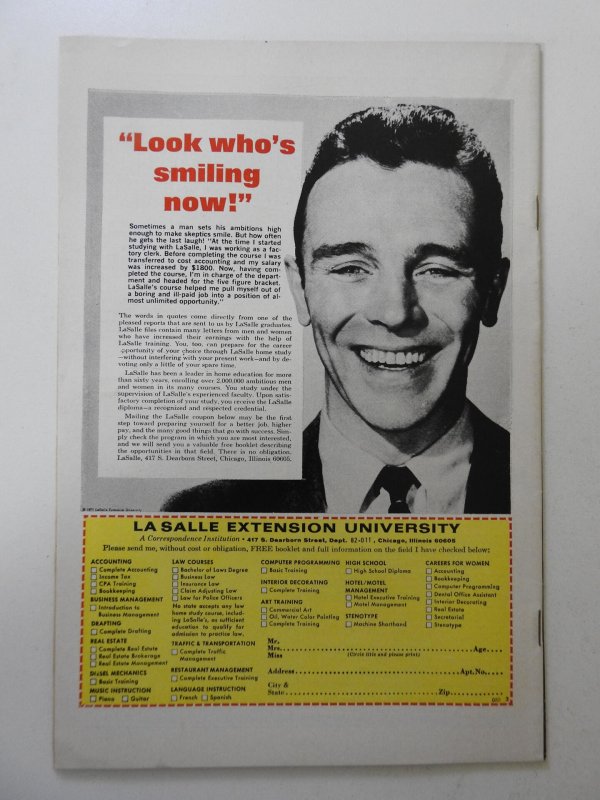 "Look who's
smiling
now!"
Sometimes a man sets his ambitions high
enough to make skeptics smile. But how often
he gets the last laugh! "At the time I started
studying with LaSalle, I was working as a fac-
tory clerk. Before completing the course I was
transferred to cost accounting and my salary
was increased by $1800. Now, having com-
pleted the course, I'm in charge of the depart-
ment and headed for the five figure bracket.
LaSalle's course helped me pull myself out of
a boring and ill-paid job into a position of al-
most unlimited opportunity."
The words in quotes come directly from one of the
pleased reports that are sent to us by LaSalle graduates.
LaSalle files contain many letters from men and women
who have increased their earnings with the help of
LaSalle training. You, too, can prepare for the career
opportunity of your choice through LaSalle home study
—without interfering with your present work—and by de-
voting only a little of your spare time.
LaSalle has been a leader in home education for more
than sixty years, enrolling over 2,000,000 ambitious men
and women in its many courses. You study under the
supervision of LaSalle's experienced faculty. Upon satis-
factory completion of your study, you receive the LaSalle
diploma—a recognized and respected credential.
Mailing the LaSalle coupon below may be the first
step toward preparing yourself for a better job, higher
pay, and the many good things that go with success. Sim-
ply check the program in which you are most interested,
and we will send you a valuable free booklet describing
the opportunities in that field. There is no obligation.
LaSalle, 417 S. Dearborn Street, Chicago, Illinois 60605.
© 1971 LaSalle Extension University
LA SALLE EXTENSION UNIVERSITY
A Correspondence Institution • 417 S. Dearborn Street, Dept. 82-011, Chicago, Illinois 60605
Please send me, without cost or obligation, FREE booklet and full information on the field I have checked below:
ACCOUNTING
Complete Accounting
Income Tax
CPA Training
Bookkeeping
BUSINESS MANAGEMENT
Introduction to
Business Management
DRAFTING
Complete Drafting
REAL ESTATE
Complete Real Estate
Real Estate Brokerage
Real Estate Management
DIESEL MECHANICS
Basic Training
MUSIC INSTRUCTION
Piano Guitar
LAW COURSES
Bachelor of Laws Degree
Business Law
Insurance Law
Claim Adjusting Law
Law for Police Officers
No state accepts any law
home study course, includ-
ing LaSalle's, as sufficient
education to qualify for
admission to practice law.
TRAFFIC & TRANSPORTATION
Complete Traffic
Management
RESTAURANT MANAGEMENT
Complete Executive Training
LANGUAGE INSTRUCTION
French Spanish
COMPUTER PROGRAMMING
Basic Training
INTERIOR DECORATING
Complete Training
ART TRAINING
Commercial Art
Oil, Water Color Painting
Complete Training
HIGH SCHOOL
High School Diploma
HOTEL/MOTEL
MANAGEMENT
Hotel Executive Training
Motel Management
STENOTYPE
Machine Shorthand
CAREERS FOR WOMEN
Accounting
Bookkeeping
Computer Programming
Dental Office Assistant
Interior Decorating
Real Estate
Secretarial
Stenotype
Mr.
Mrs. Age
Miss (Circle title and please print)
Address Apt.No.
City &
State Zip